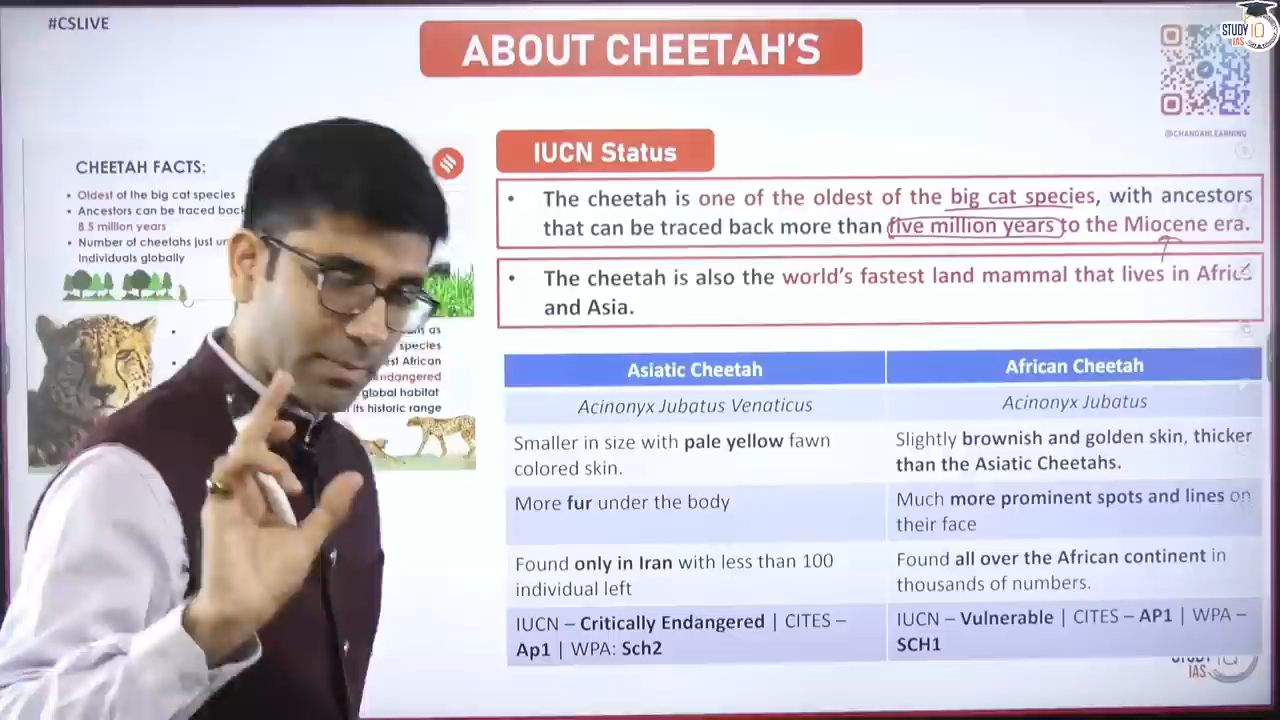 #CSLIVE
ABOUT CHEETAH'S
STUDY IQ
IAS
@CHANDANLEARNING
CHEETAH FACTS:
• Oldest of the big cat species
• Ancestors can be traced back
8.5 million years
• Number of cheetahs just
individuals globally
as
species
African
endangered
global habitat
its historic range
IUCN Status
• The cheetah is one of the oldest of the big cat species, with ancestors
that can be traced back more than five million years to the Miocene era.
• The cheetah is also the world's fastest land mammal that lives in
and Asia.
Asiatic Cheetah
African Cheetah
Acinonyx Jubatus Venaticus
Acinonyx Jubatus
Smaller in size with pale yellow fawn
colored skin.
Slightly brownish and golden skin, thicker
than the Asiatic Cheetahs.
More fur under the body
Much more prominent spots and lines on
their face
Found only in Iran with less than 100
individual left
Found all over the African continent in
thousands of numbers.
IUCN – Critically Endangered | CITES –
Ap1 | WPA: Sch2
IUCN – Vulnerable | CITES – AP1 | WPA –
SCH1
IAS